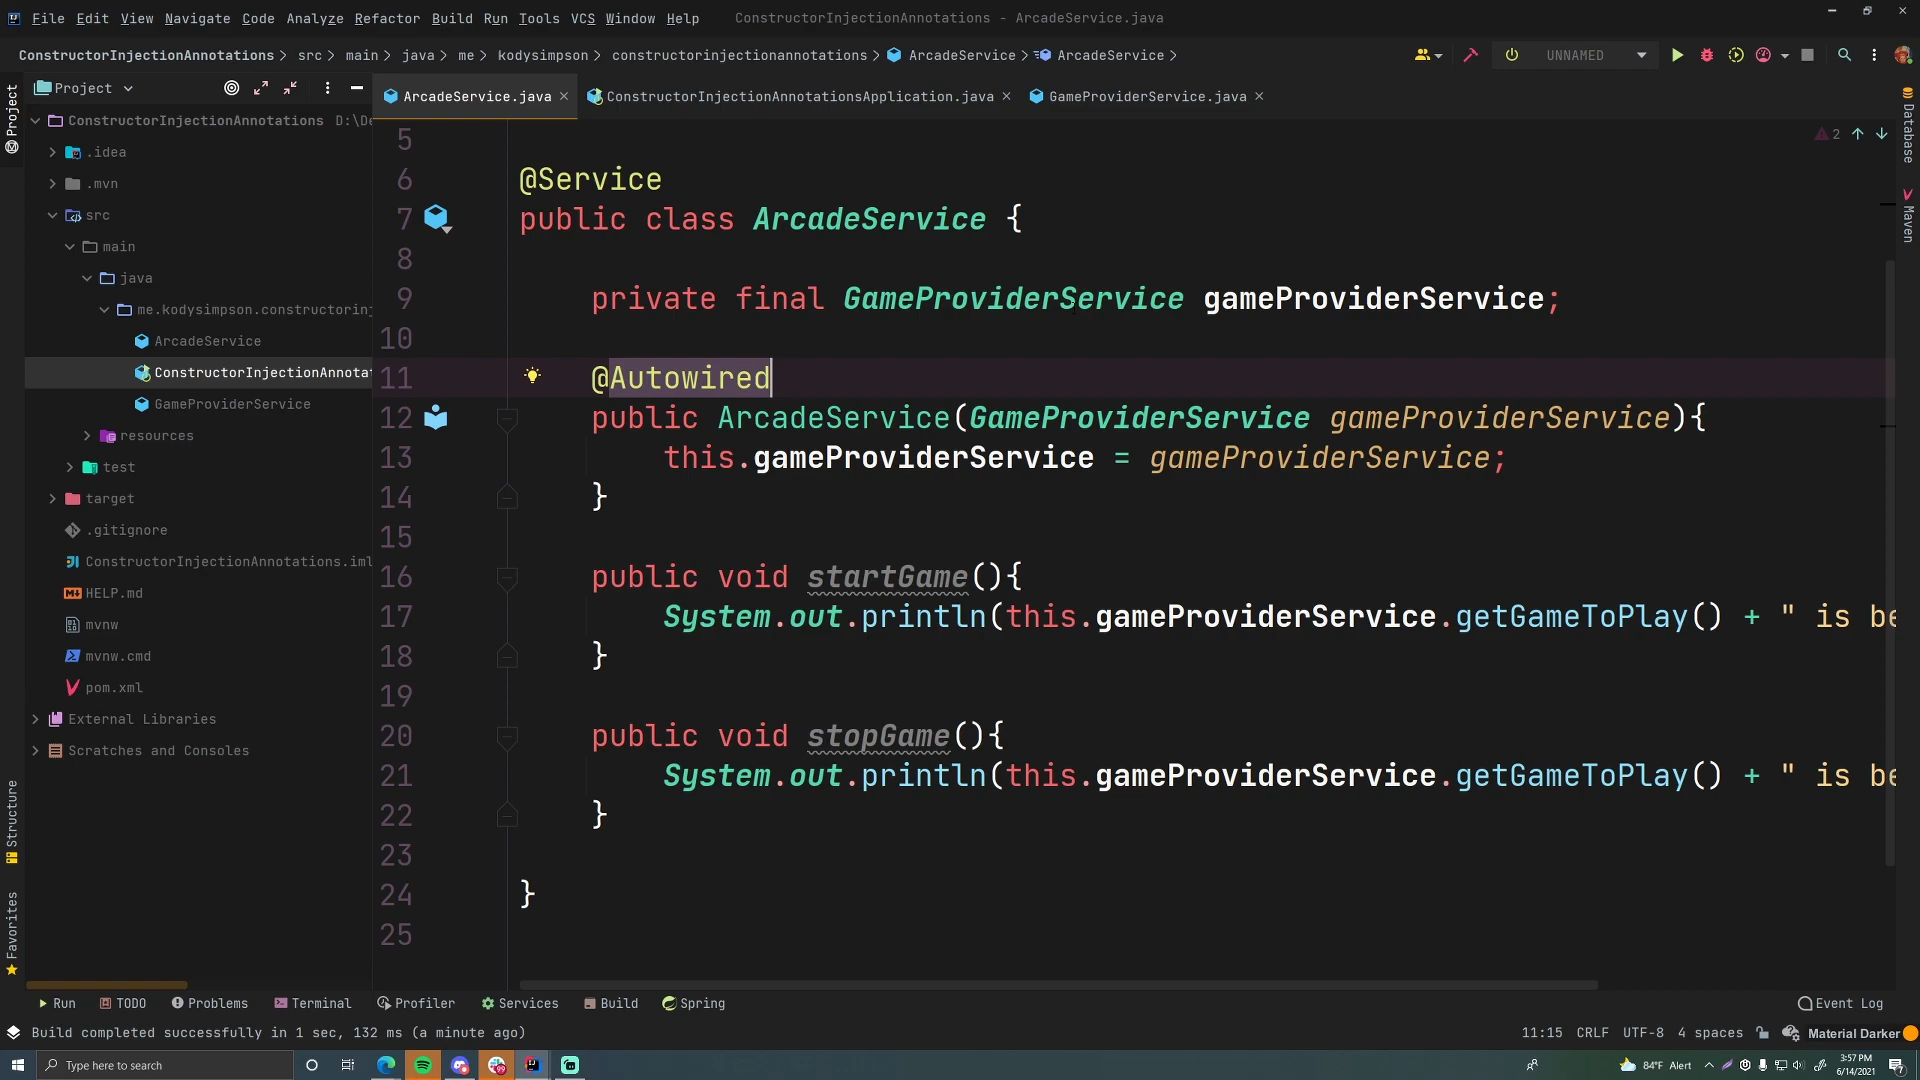 File Edit View Navigate Code Analyze Refactor Build Run Tools VCS Window Help ConstructorInjectionAnnotations - ArcadeService.java
ConstructorInjectionAnnotations src main java me kodysimpson constructorinjectionannotations ArcadeService ArcadeService UNNAMED
Project
ArcadeService.java ConstructorInjectionAnnotationsApplication.java GameProviderService.java
Project
ConstructorInjectionAnnotations D:\De
.idea
.mvn
src
main
java
me.kodysimpson.constructorinj
ArcadeService
ConstructorInjectionAnnotat
GameProviderService
resources
test
target
.gitignore
ConstructorInjectionAnnotations.iml
HELP.md
mvnw
mvnw.cmd
pom.xml
External Libraries
Scratches and Consoles
Structure
Favorites
2
Database
Maven
5
6 @Service
7 public class ArcadeService {
8
9 private final GameProviderService gameProviderService;
10
11 @Autowired
12 public ArcadeService(GameProviderService gameProviderService){
13 this.gameProviderService = gameProviderService;
14 }
15
16 public void startGame(){
17 System.out.println(this.gameProviderService.getGameToPlay() + " is be
18 }
19
20 public void stopGame(){
21 System.out.println(this.gameProviderService.getGameToPlay() + " is be
22 }
23
24 }
25
Run TODO Problems Terminal Profiler Services Build Spring Event Log
Build completed successfully in 1 sec, 132 ms (a minute ago) 11:15 CRLF UTF-8 4 spaces Material Darker
Type here to search 84°F Alert 3:57 PM
6/14/2021